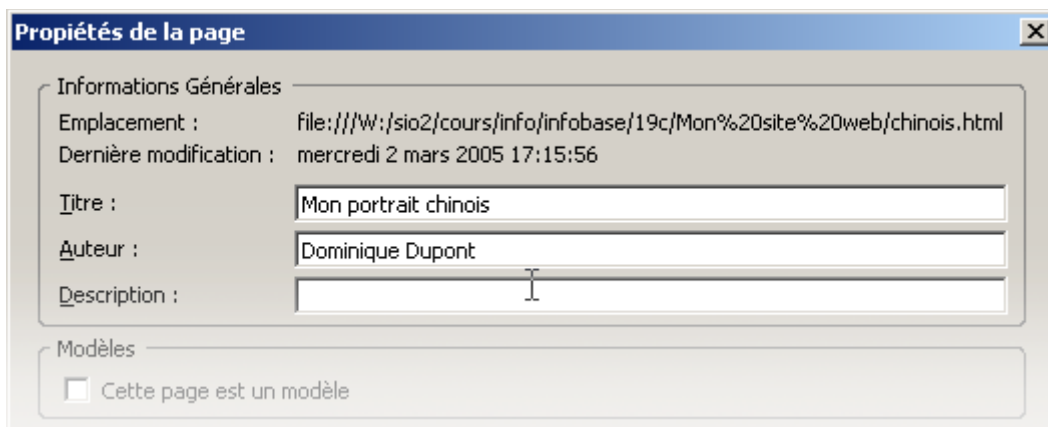 Propiétés de la page
Informations Générales
Emplacement : file:///W:/sio2/cours/info/infobase/19c/Mon%20site%20web/chinois.html
Dernière modification : mercredi 2 mars 2005 17:15:56
Titre : Mon portrait chinois
Auteur : Dominique Dupont
Description :
Modèles
Cette page est un modèle